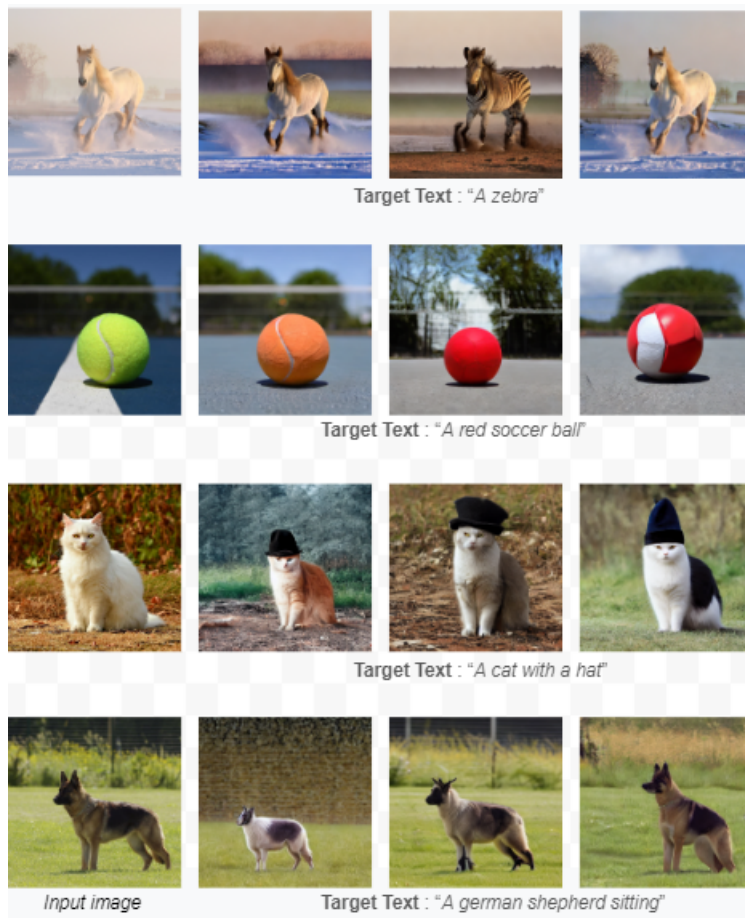 Target Text : “A zebra”
Target Text : “A red soccer ball”
Target Text : “A cat with a hat”
Input image Target Text : “A german shepherd sitting”